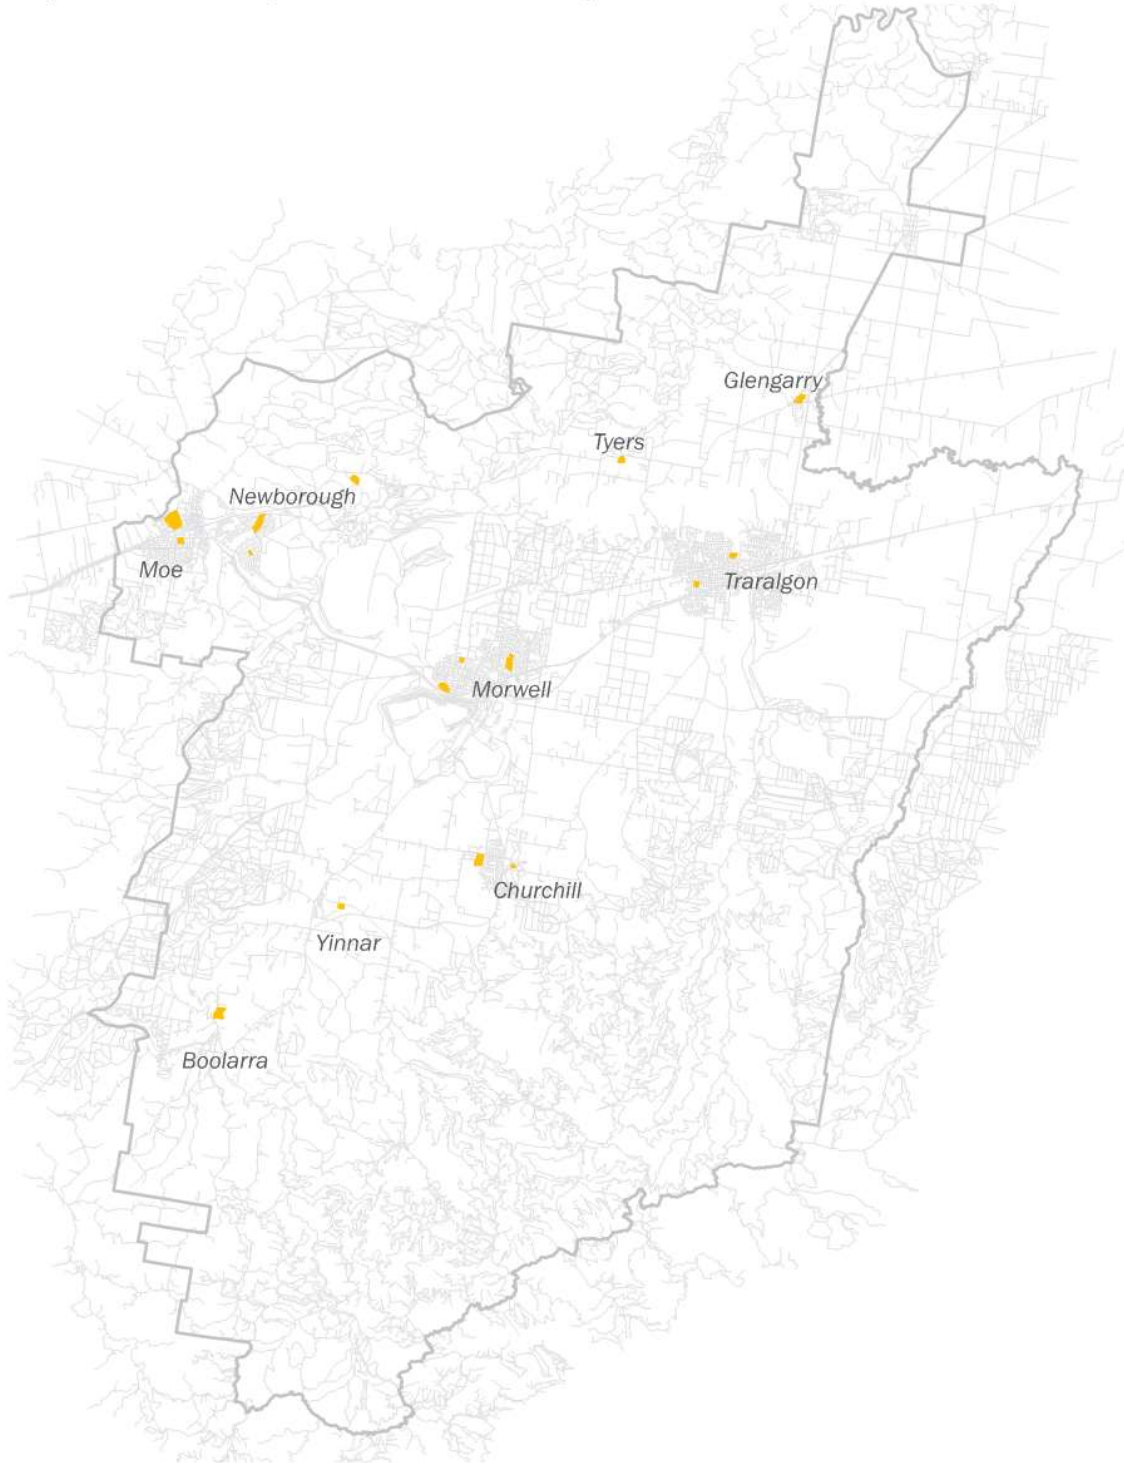 Glengarry
Tyers
Newborough
Moe
Traralgon
Morwell
Churchill
Yinnar
Boolarra